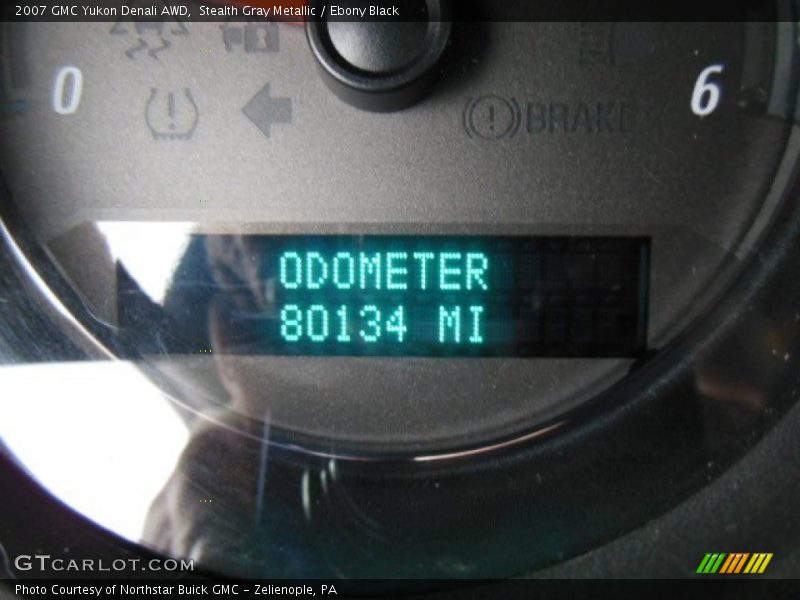 2007 GMC Yukon Denali AWD,  Stealth Gray Metallic / Ebony Black
0
6
BRAKE
ODOMETER
80134 MI
GTCARLOT.COM
Photo Courtesy of Northstar Buick GMC – Zelienople, PA